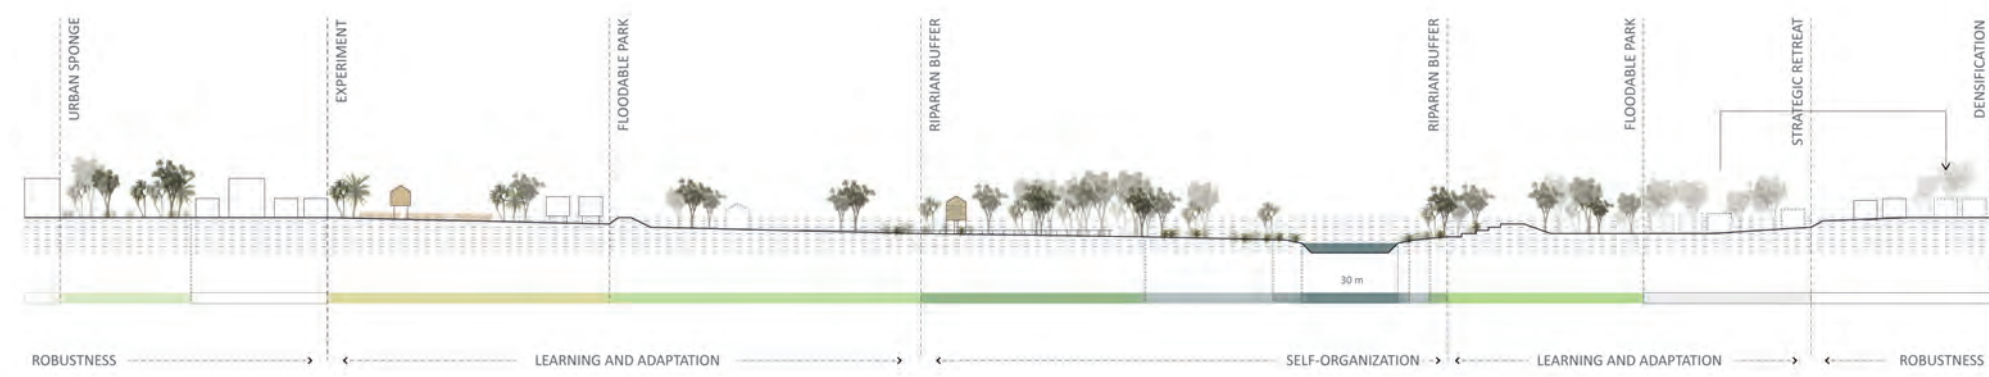 URBAN SPONGE
EXPERIMENT
FLOODABLE PARK
RIPARIAN BUFFER
RIPARIAN BUFFER
FLOODABLE PARK
STRATEGIC RETREAT
DENSIFICATION
30 m
ROBUSTNESS
LEARNING AND ADAPTATION
SELF-ORGANIZATION
LEARNING AND ADAPTATION
ROBUSTNESS